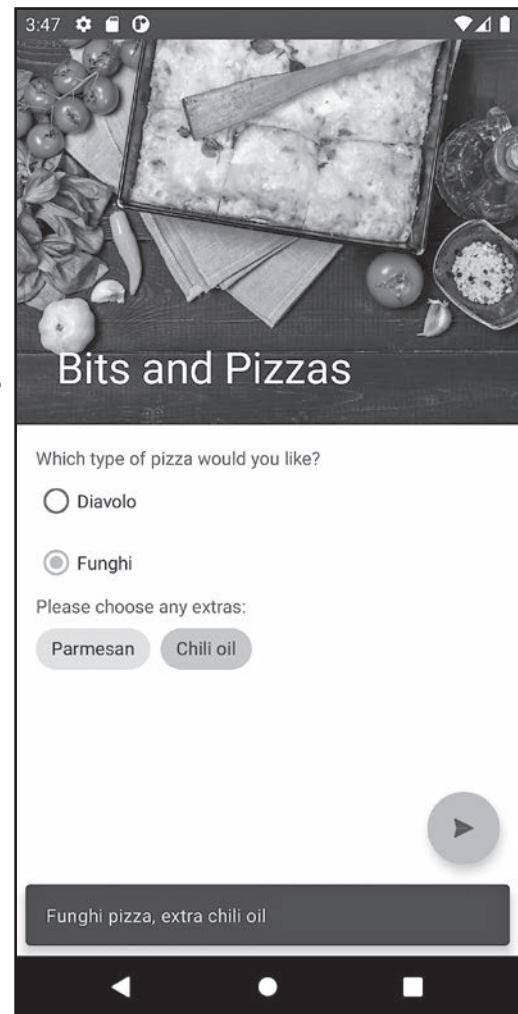 3:47
Bits and Pizzas
Which type of pizza would you like?
Diavolo
Funghi
Please choose any extras:
Parmesan
Chili oil
Funghi pizza, extra chili oil